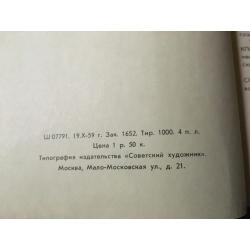 Ш 07791. 19.X-59 г. Зак. 1652. Тир. 1000. 4 п. л.
Цена 1 р. 50 к.
Типография издательства «Советский художник».
Москва, Мало-Московская ул., д. 21.